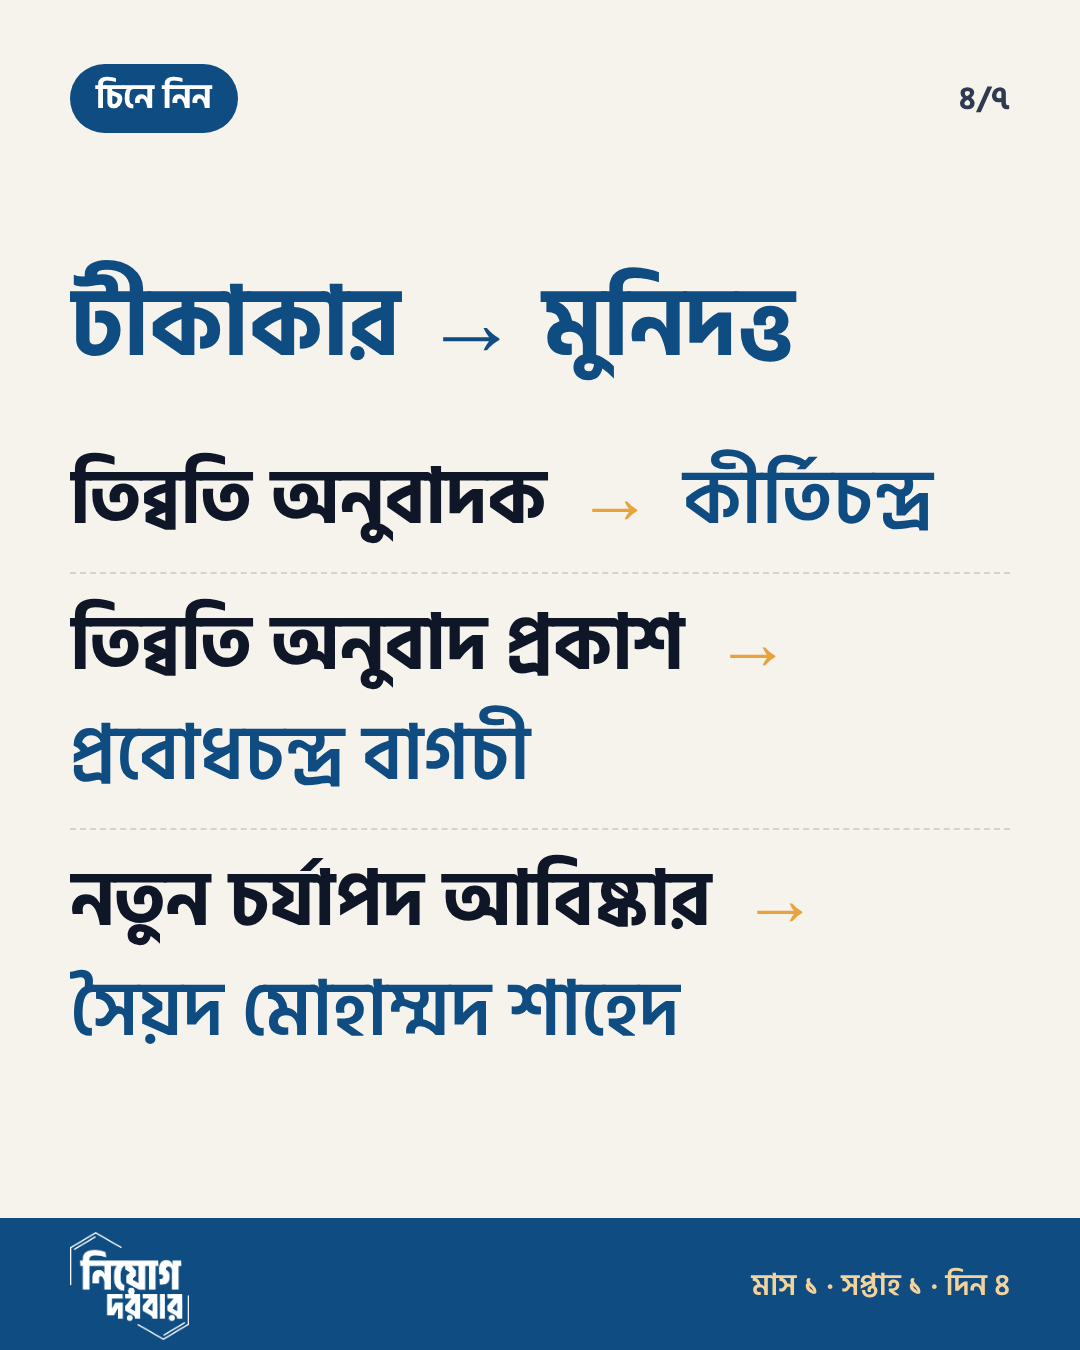 চিনে নিন
৪/৭
টীকাকার → মুনিদত্ত
তিব্বতি অনুবাদক → কীর্তিচন্দ্র
তিব্বতি অনুবাদ প্রকাশ →
প্রবোধচন্দ্র বাগচী
নতুন চর্যাপদ আবিষ্কার →
সৈয়দ মোহাম্মদ শাহেদ
নিয়োগ
দরবার
মাস ১ · সপ্তাহ ১ · দিন ৪